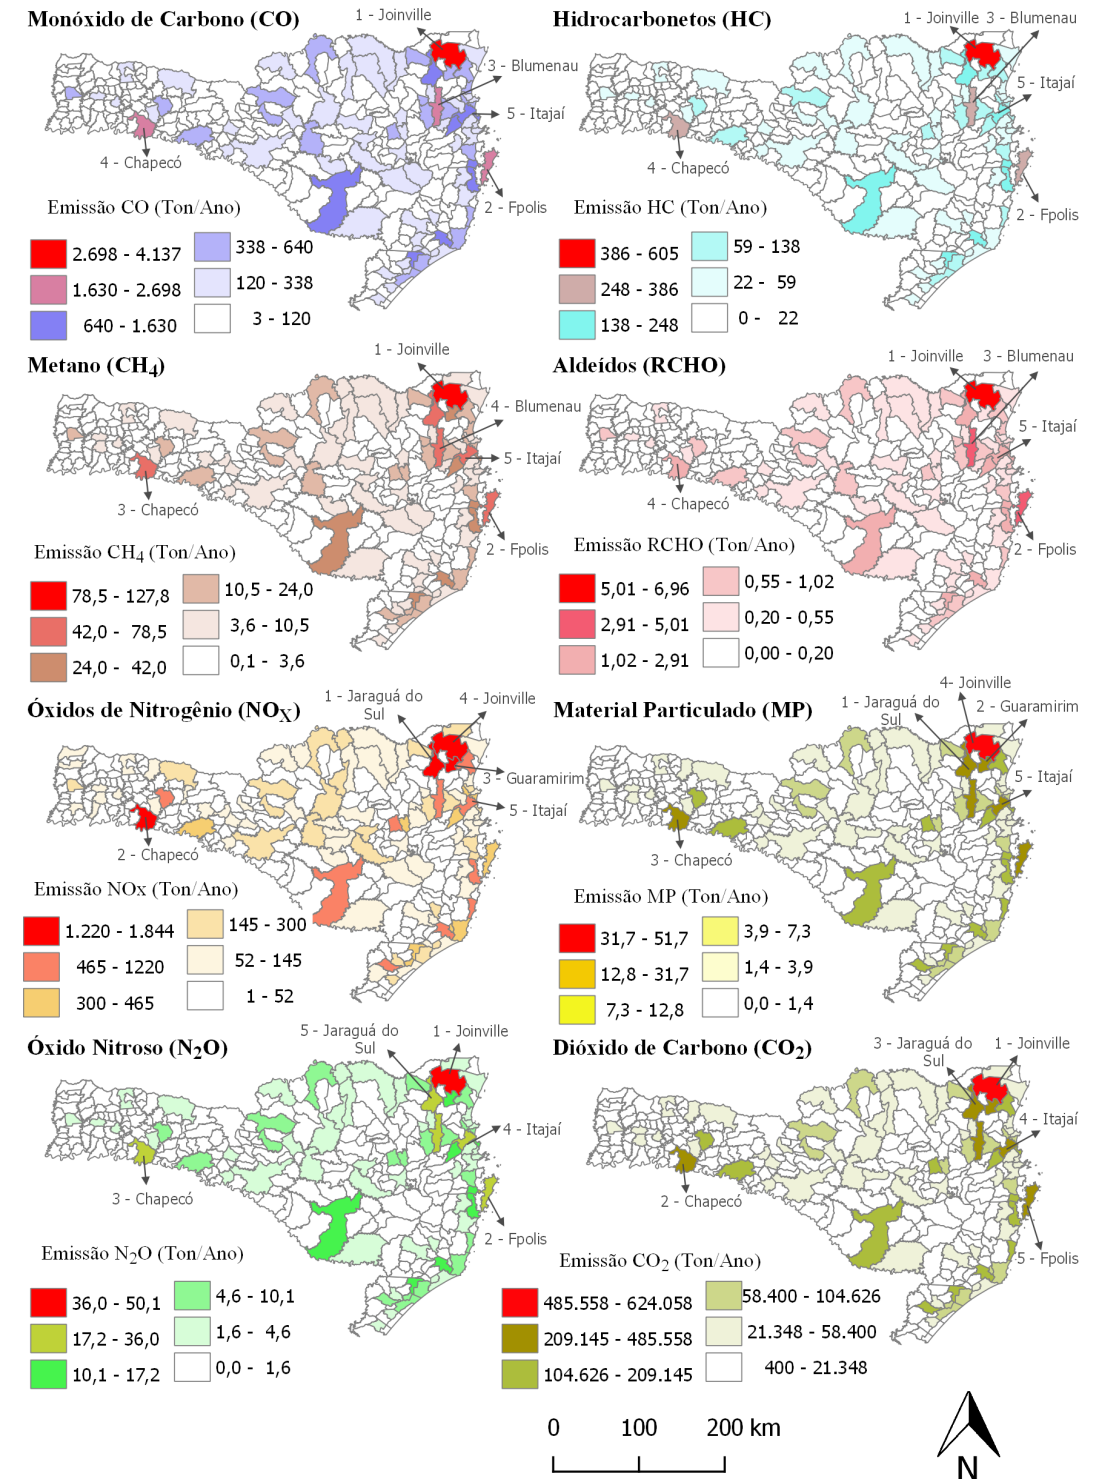 Monóxido de Carbono (CO)
1 - Joinville
3 - Blumenau
5 - Itajaí
4 - Chapecó
2 - Fpolis
Emissão CO (Ton/Ano)
2.698 - 4.137
1.630 - 2.698
640 - 1.630
338 - 640
120 - 338
3 - 120
Hidrocarbonetos (HC)
1 - Joinville
3 - Blumenau
5 - Itajaí
4 - Chapecó
2 - Fpolis
Emissão HC (Ton/Ano)
386 - 605
248 - 386
138 - 248
59 - 138
22 - 59
0 - 22
Metano (CH4)
1 - Joinville
4 - Blumenau
5 - Itajaí
3 - Chapecó
2 - Fpolis
Emissão CH4 (Ton/Ano)
78,5 - 127,8
42,0 - 78,5
24,0 - 42,0
10,5 - 24,0
3,6 - 10,5
0,1 - 3,6
Aldeídos (RCHO)
1 - Joinville
3 - Blumenau
5 - Itajaí
4 - Chapecó
2 - Fpolis
Emissão RCHO (Ton/Ano)
5,01 - 6,96
2,91 - 5,01
1,02 - 2,91
0,55 - 1,02
0,20 - 0,55
0,00 - 0,20
Óxidos de Nitrogênio (NOX)
1 - Jaraguá do
Sul
4 - Joinville
3 - Guaramirim
5 - Itajaí
2 - Chapecó
Emissão NOx (Ton/Ano)
1.220 - 1.844
465 - 1220
300 - 465
145 - 300
52 - 145
1 - 52
Material Particulado (MP)
4- Joinville
1 - Jaraguá do
Sul
2 - Guaramirim
5 - Itajaí
3 - Chapecó
Emissão MP (Ton/Ano)
31,7 - 51,7
12,8 - 31,7
7,3 - 12,8
3,9 - 7,3
1,4 - 3,9
0,0 - 1,4
Óxido Nitroso (N2O)
5 - Jaraguá do
Sul
1 - Joinville
4 - Itajaí
3 - Chapecó
2 - Fpolis
Emissão N2O (Ton/Ano)
36,0 - 50,1
17,2 - 36,0
10,1 - 17,2
4,6 - 10,1
1,6 - 4,6
0,0 - 1,6
Dióxido de Carbono (CO2)
3 - Jaraguá do
Sul
1 - Joinville
4 - Itajaí
2 - Chapecó
5 - Fpolis
Emissão CO2 (Ton/Ano)
485.558 - 624.058
209.145 - 485.558
104.626 - 209.145
58.400 - 104.626
21.348 - 58.400
400 - 21.348
0 100 200 km
N